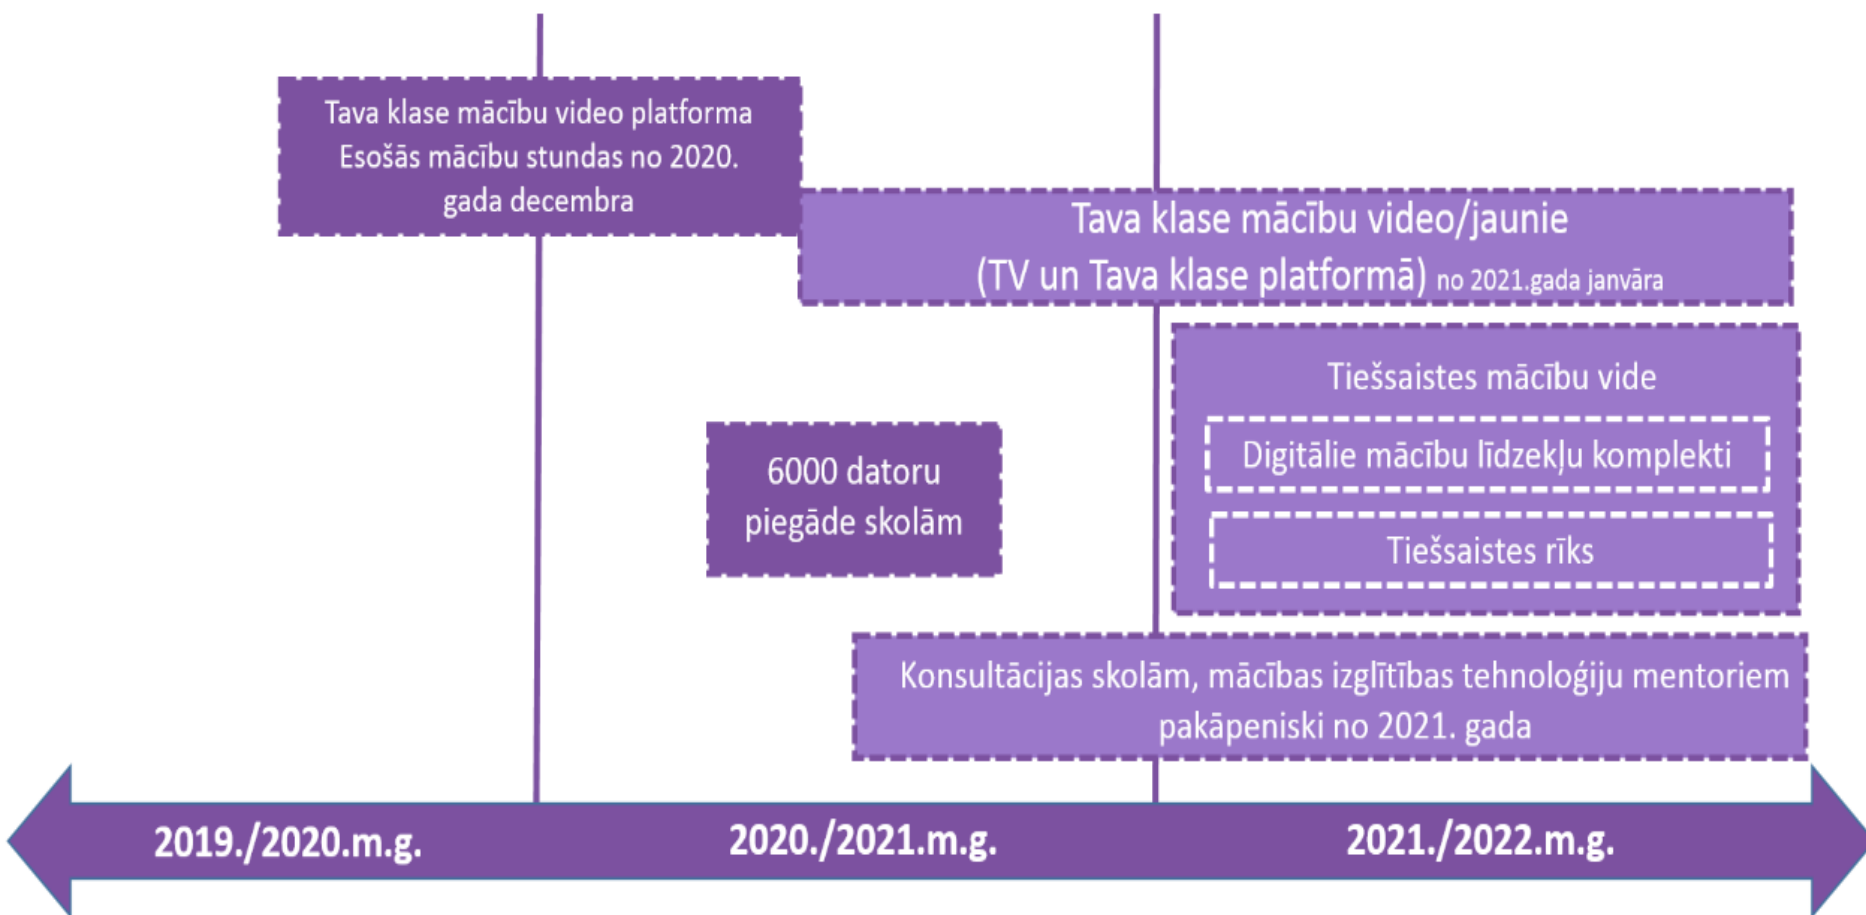 Tava klase mācību video platforma
Esošās mācību stundas no 2020.
gada decembra
Tava klase mācību video/jaunie
(TV un Tava klase platformā) no 2021.gada janvāra
Tiešsaistes mācību vide
Digitālie mācību līdzekļu komplekti
Tiešsaistes rīks
6000 datoru
piegāde skolām
Konsultācijas skolām, mācības izglītības tehnoloģiju mentoriem
pakāpeniski no 2021. gada
2019./2020.m.g.
2020./2021.m.g.
2021./2022.m.g.